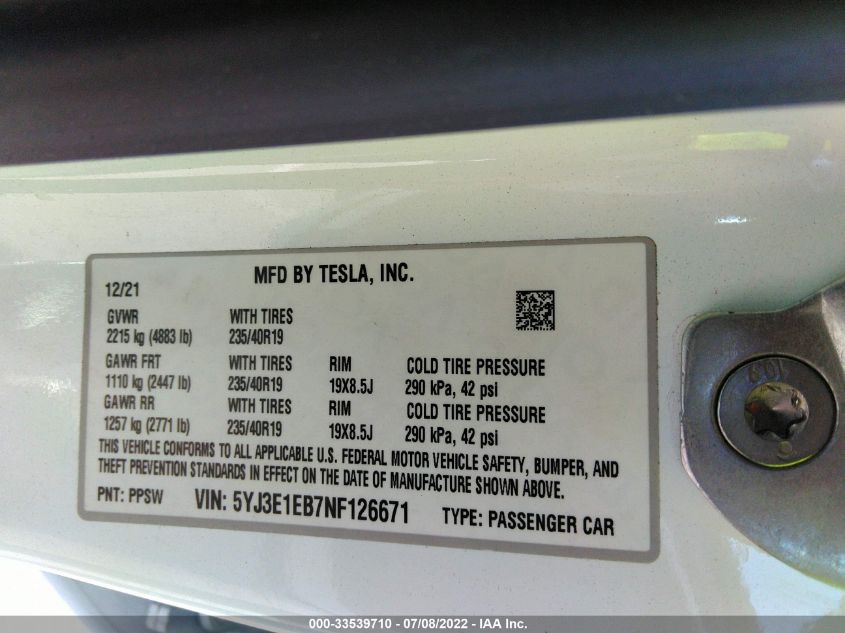 MFD BY TESLA, INC.
12/21
GVWR WITH TIRES
2215 kg (4883 lb) 235/40R19
GAWR FRT WITH TIRES RIM COLD TIRE PRESSURE
1110 kg (2447 lb) 235/40R19 19X8.5J 290 kPa, 42 psi
GAWR RR WITH TIRES RIM COLD TIRE PRESSURE
1257 kg (2771 lb) 235/40R19 19X8.5J 290 kPa, 42 psi
THIS VEHICLE CONFORMS TO ALL APPLICABLE U.S. FEDERAL MOTOR VEHICLE SAFETY, BUMPER, AND
THEFT PREVENTION STANDARDS IN EFFECT ON THE DATE OF MANUFACTURE SHOWN ABOVE.
PNT: PPSW VIN: 5YJ3E1EB7NF126671 TYPE: PASSENGER CAR
000-33539710 - 07/08/2022 - IAA Inc.